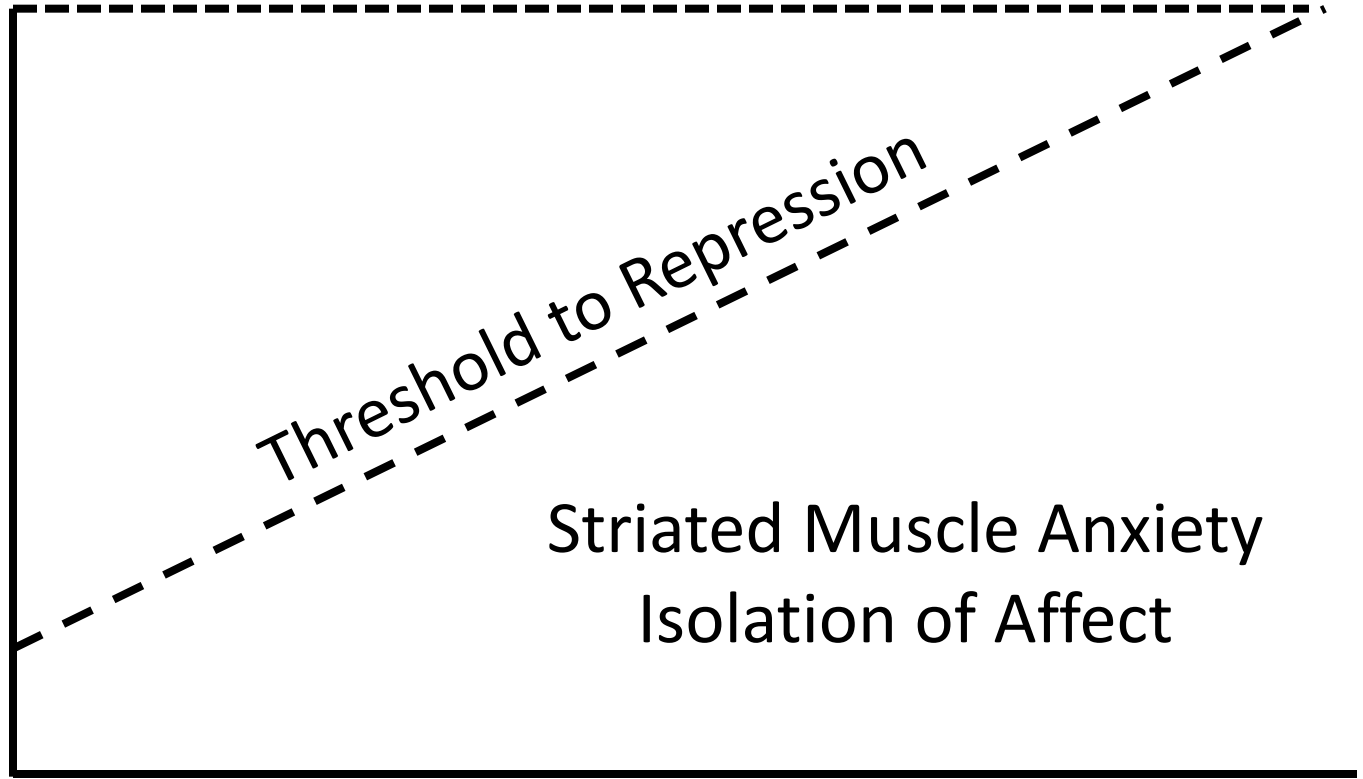 Threshold to Repression
Striated Muscle Anxiety
Isolation of Affect